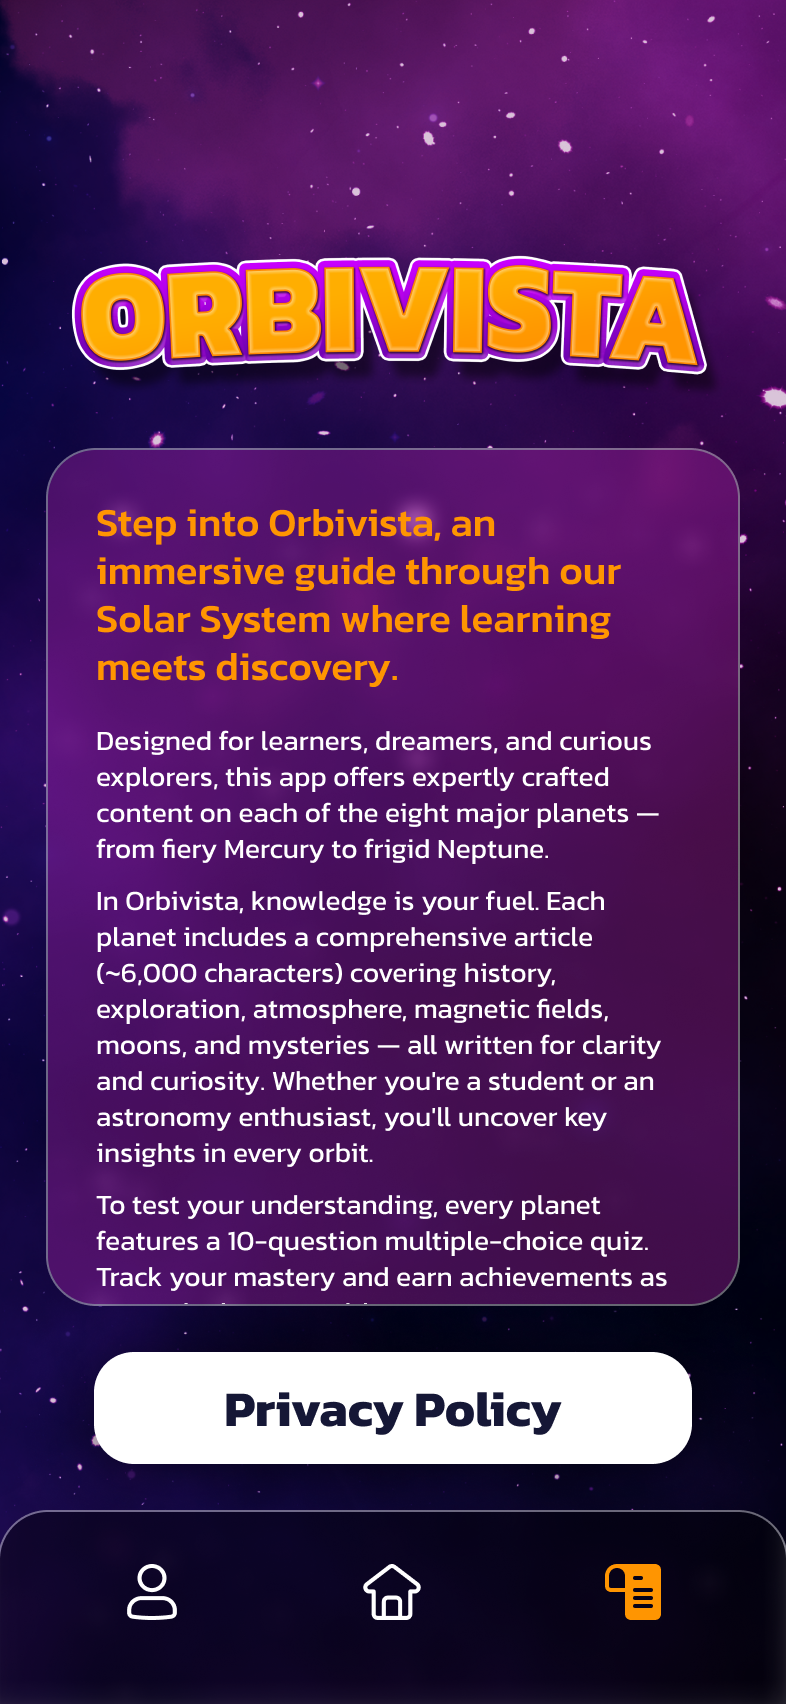 ORBIVISTA
Step into Orbivista, an
immersive guide through our
Solar System where learning
meets discovery.
Designed for learners, dreamers, and curious
explorers, this app offers expertly crafted
content on each of the eight major planets —
from fiery Mercury to frigid Neptune.
In Orbivista, knowledge is your fuel. Each
planet includes a comprehensive article
(~6,000 characters) covering history,
exploration, atmosphere, magnetic fields,
moons, and mysteries — all written for clarity
and curiosity. Whether you're a student or an
astronomy enthusiast, you'll uncover key
insights in every orbit.
To test your understanding, every planet
features a 10-question multiple-choice quiz.
Track your mastery and earn achievements as
Privacy Policy